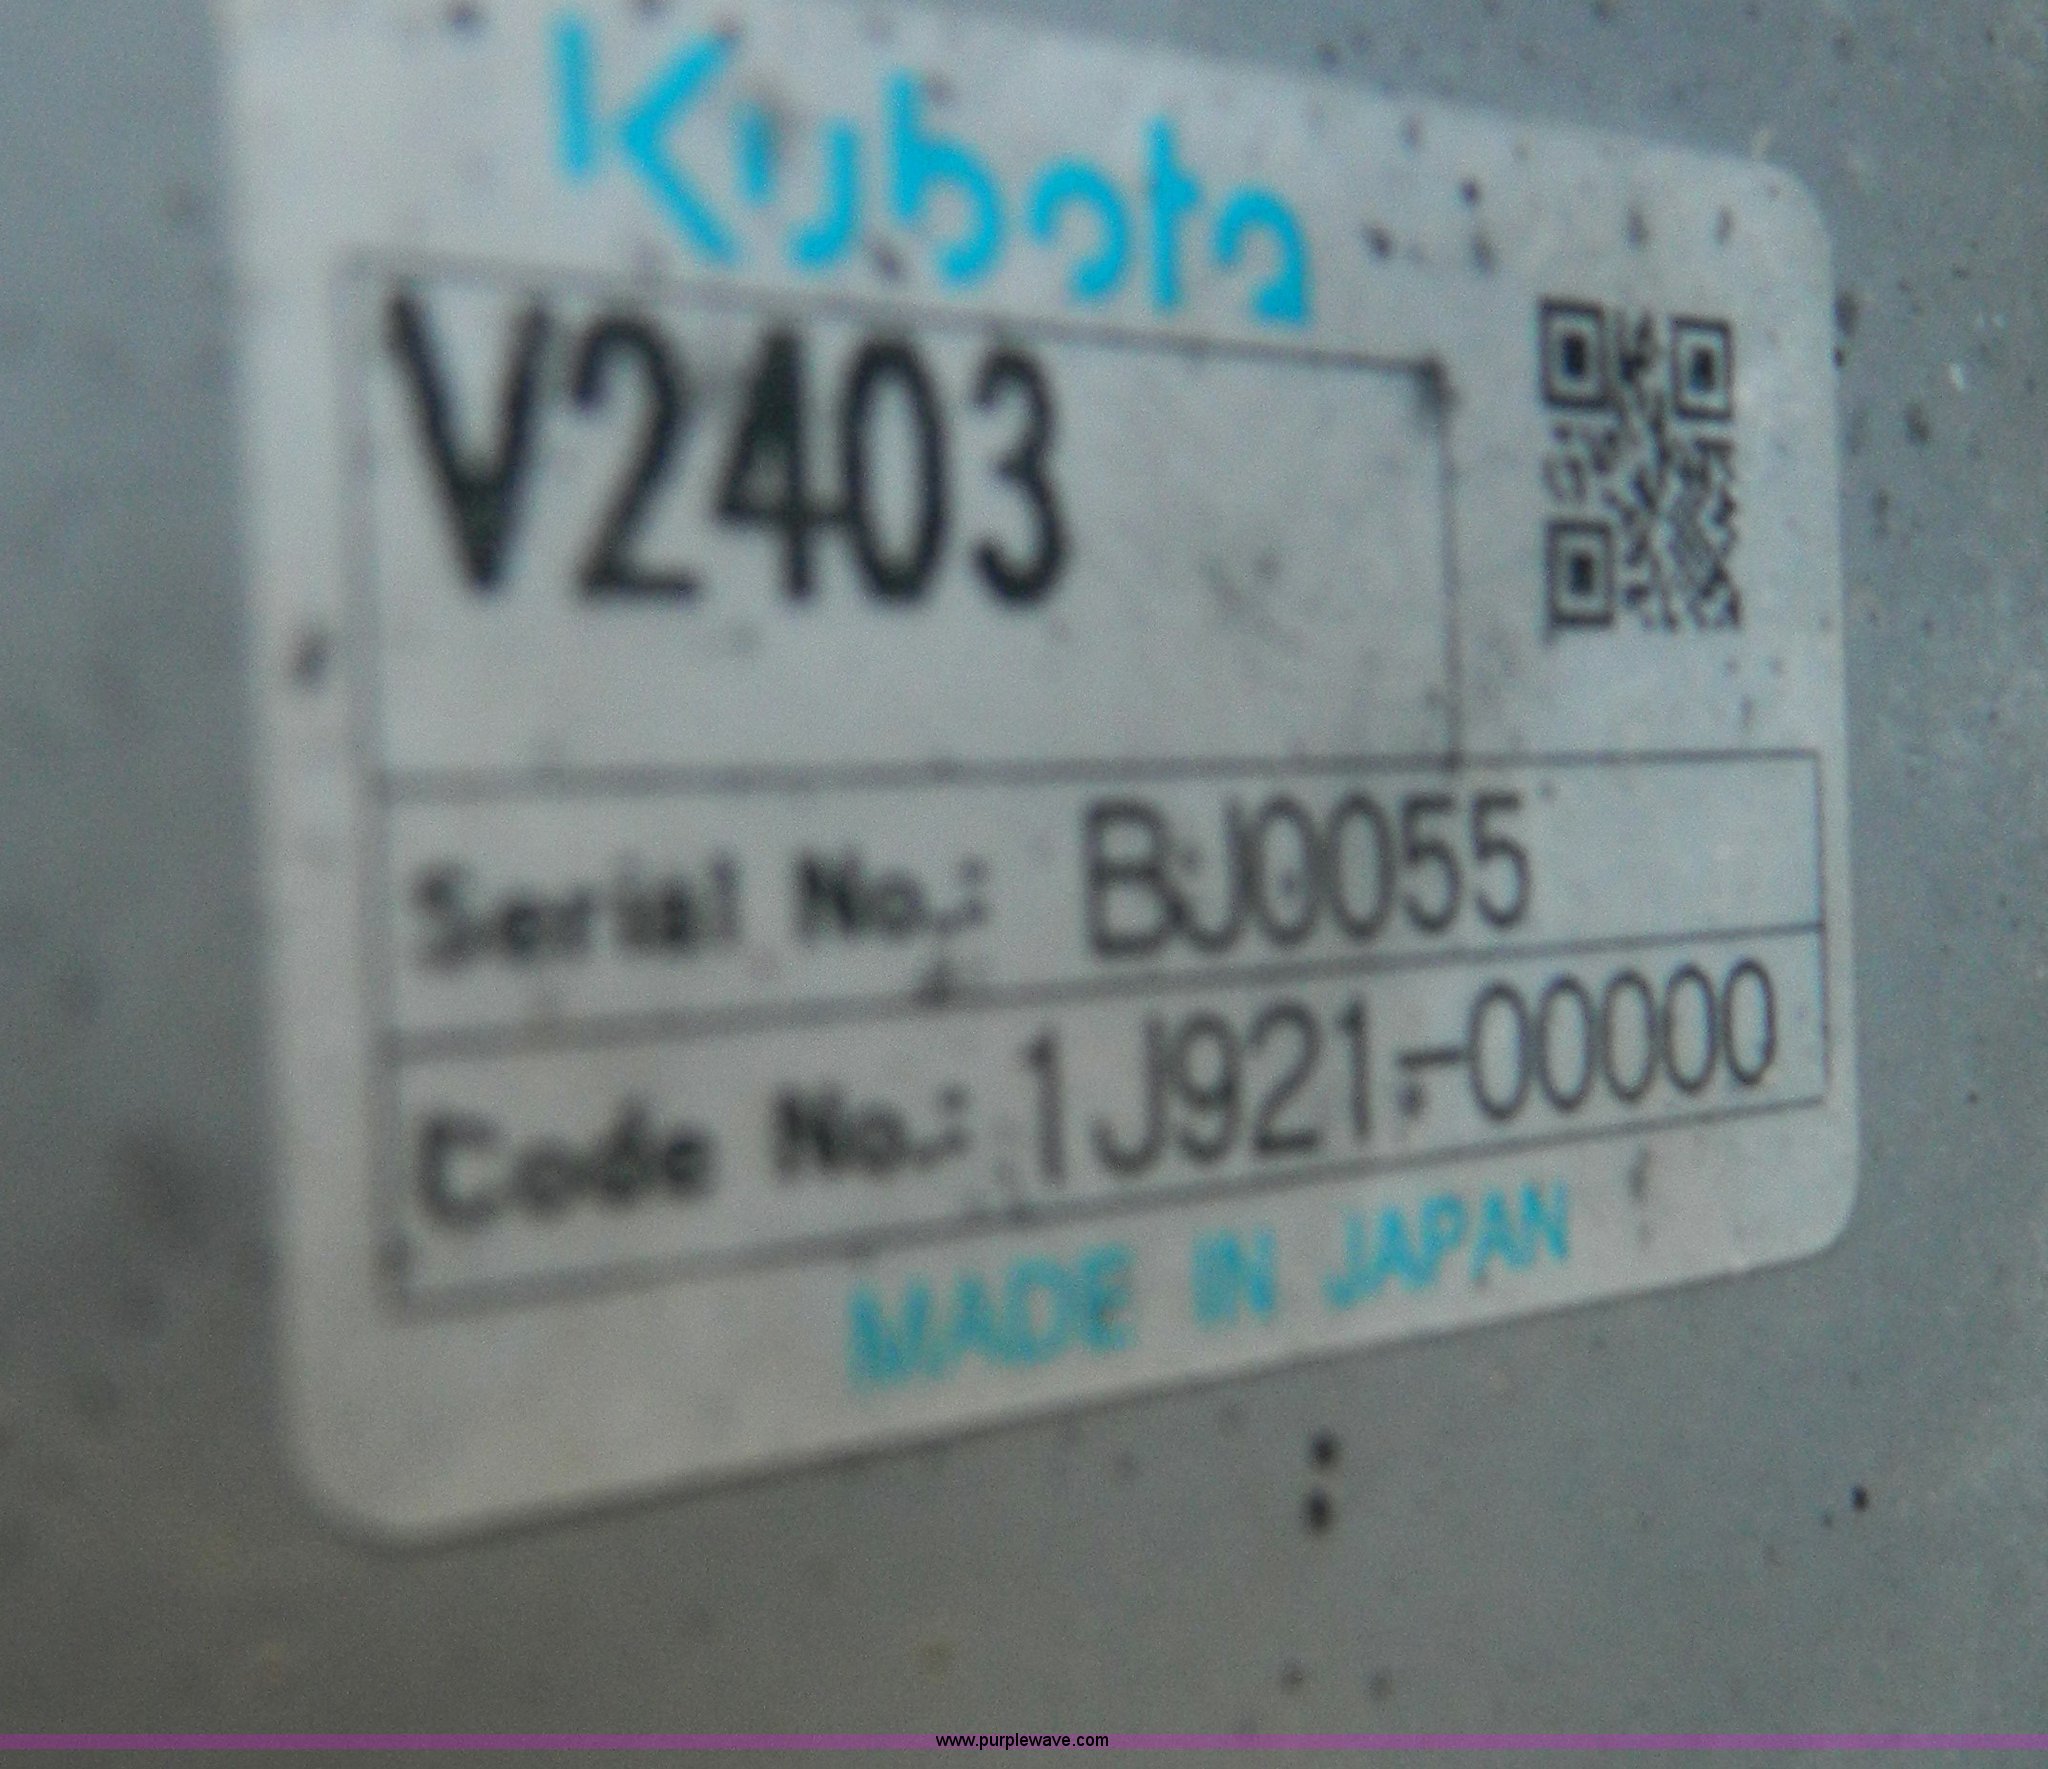 Kubota
V2403
Serial No.: BJ0055
Code No.: 1J921-00000
MADE IN JAPAN
www.purplewave.com